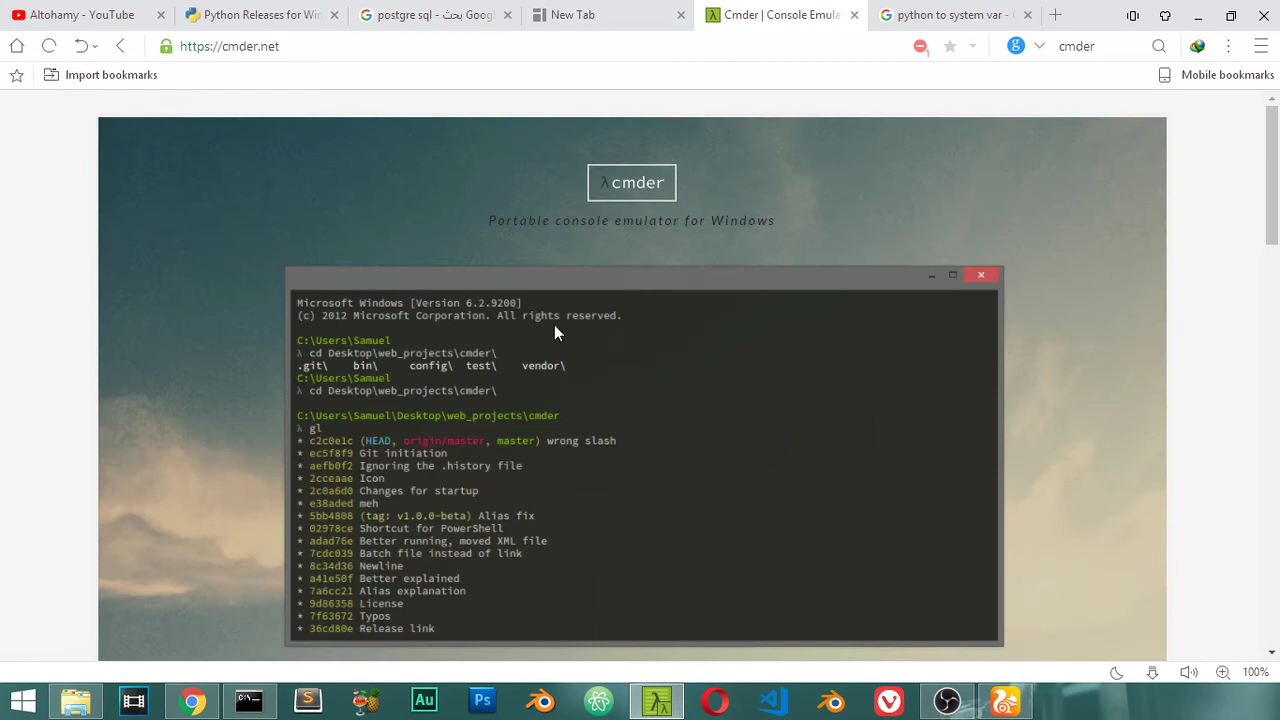 Altohamy - YouTube
Python Releases for Win
postgre sql - بحث Googl
New Tab
Cmder | Console Emula
python to system var -
https://cmder.net
1
cmder
Import bookmarks
Mobile bookmarks
λ cmder
Portable console emulator for Windows
Microsoft Windows [Version 6.2.9200]
(c) 2012 Microsoft Corporation. All rights reserved.
C:\Users\Samuel
λ cd Desktop\web_projects\cmder\
.git\ bin\ config\ test\ vendor\
C:\Users\Samuel
λ cd Desktop\web_projects\cmder\
C:\Users\Samuel\Desktop\web_projects\cmder
λ gl
* c2c0e1c (HEAD, origin/master, master) wrong slash
* ec5f8f9 Git initiation
* aefb0f2 Ignoring the .history file
* 2cceaae Icon
* 2c0a6d0 Changes for startup
* e38aded meh
* 5bb4808 (tag: v1.0.0-beta) Alias fix
* 02978ce Shortcut for PowerShell
* adad76e Better running, moved XML file
* 7cdc039 Batch file instead of link
* 8c34d36 Newline
* a41e50f Better explained
* 7a6cc21 Alias explanation
* 9d86358 License
* 7f63672 Typos
* 36cd80e Release link
100%
Au
Ps